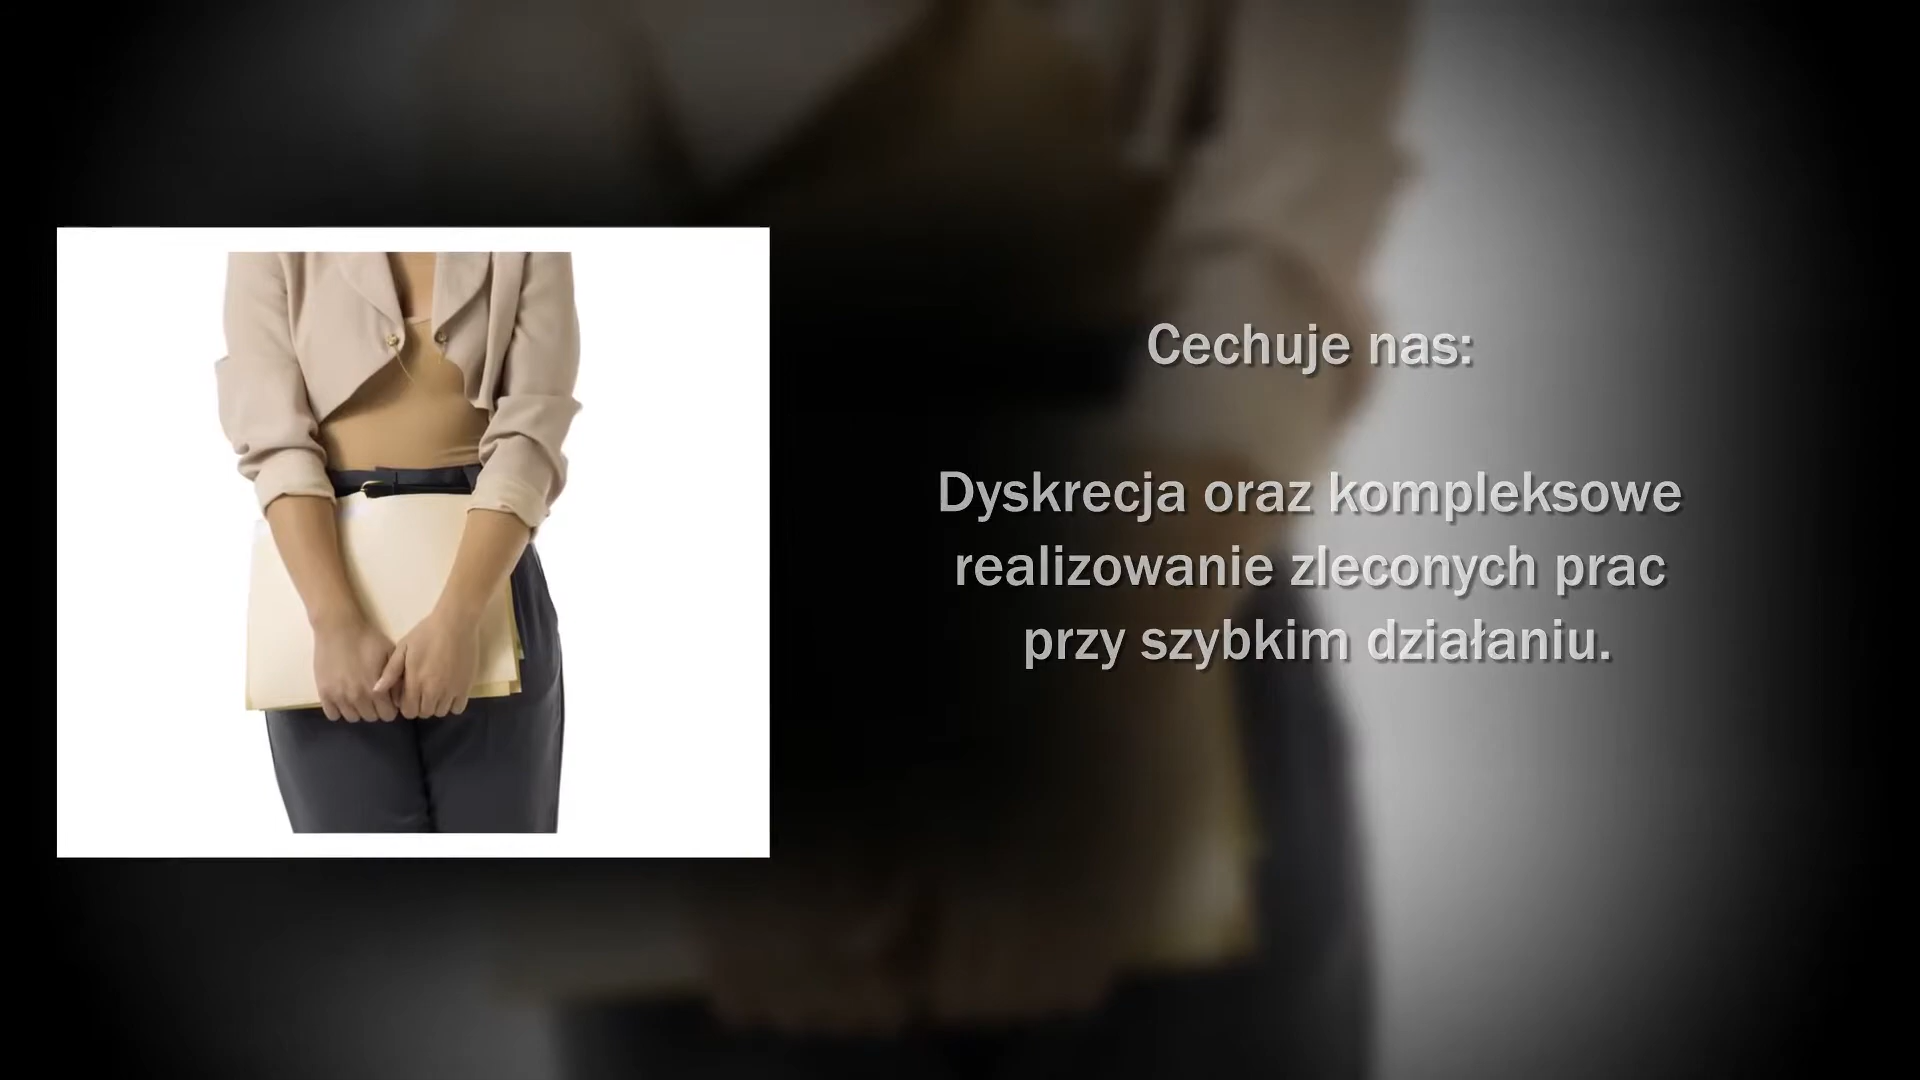 Cechuje nas:
Dyskrecja oraz kompleksowe
realizowanie zleconych prac
przy szybkim działaniu.